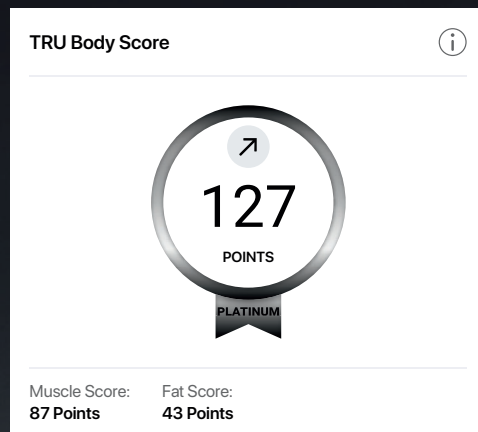 TRU Body Score
127
POINTS
PLATINUM
Muscle Score: Fat Score:
87 Points 43 Points